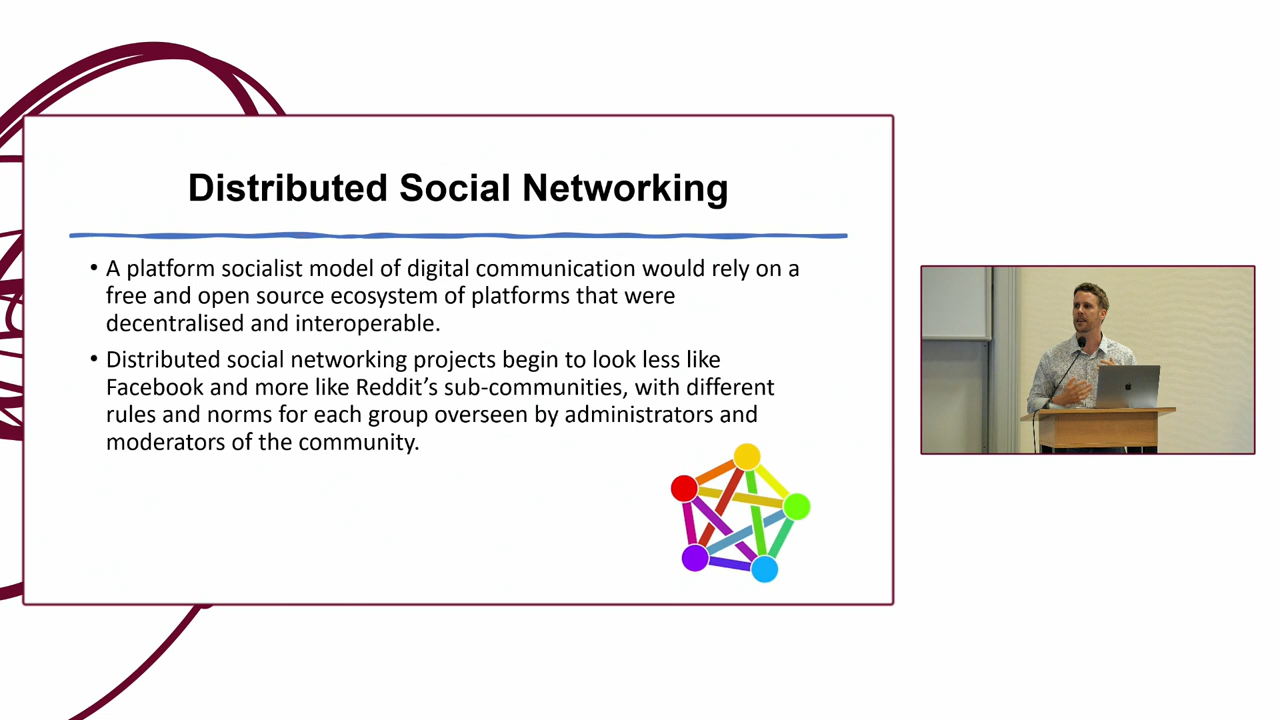 Distributed Social Networking
• A platform socialist model of digital communication would rely on a
free and open source ecosystem of platforms that were
decentralised and interoperable.
• Distributed social networking projects begin to look less like
Facebook and more like Reddit’s sub-communities, with different
rules and norms for each group overseen by administrators and
moderators of the community.